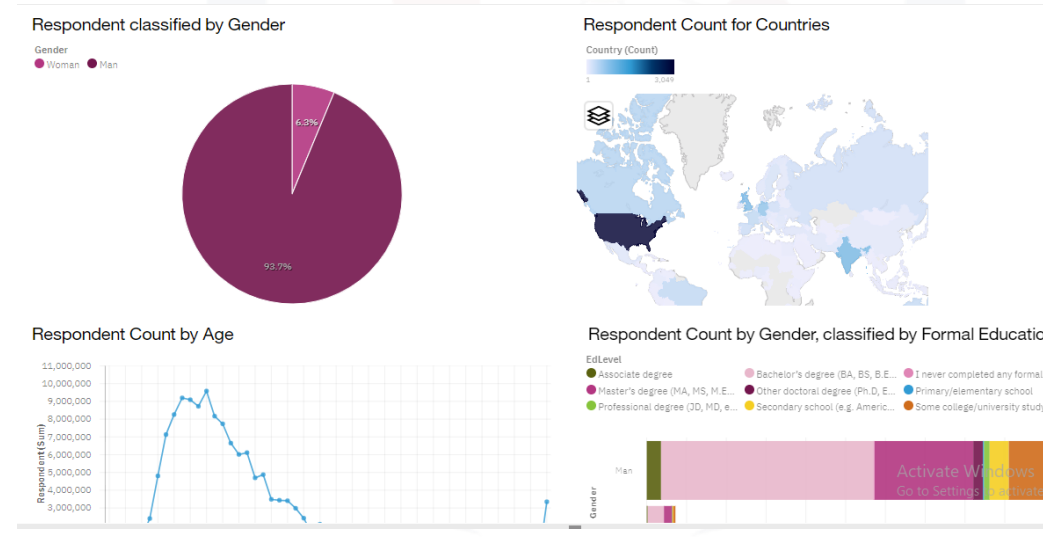 Respondent classified by Gender
Gender
Woman Man
6.3%
93.7%
Respondent Count for Countries
Country (Count)
1 3,049
Respondent Count by Age
Respondent (Sum)
11,000,000
10,000,000
9,000,000
8,000,000
7,000,000
6,000,000
5,000,000
4,000,000
3,000,000
Respondent Count by Gender, classified by Formal Educatio
EdLevel
Associate degree Bachelor's degree (BA, BS, B.E... I never completed any formal
Master's degree (MA, MS, M.E... Other doctoral degree (Ph.D, E... Primary/elementary school
Professional degree (JD, MD, e... Secondary school (e.g. Americ... Some college/university study
Gender
Man
Activate Windows
Go to Settings to activate